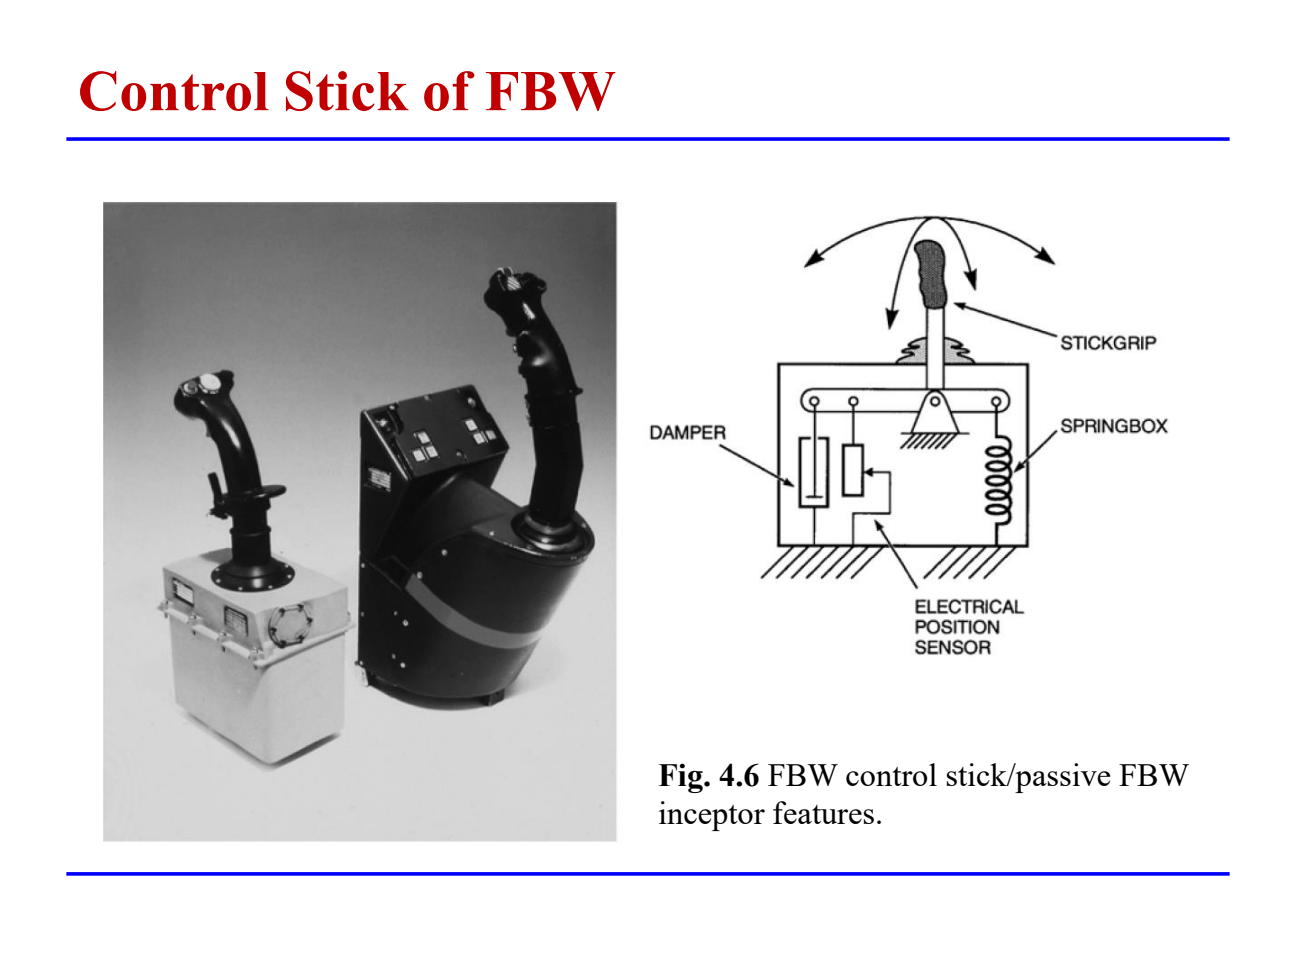 Control Stick of FBW
STICKGRIP
DAMPER
SPRINGBOX
ELECTRICAL
POSITION
SENSOR
Fig. 4.6 FBW control stick/passive FBW
inceptor features.